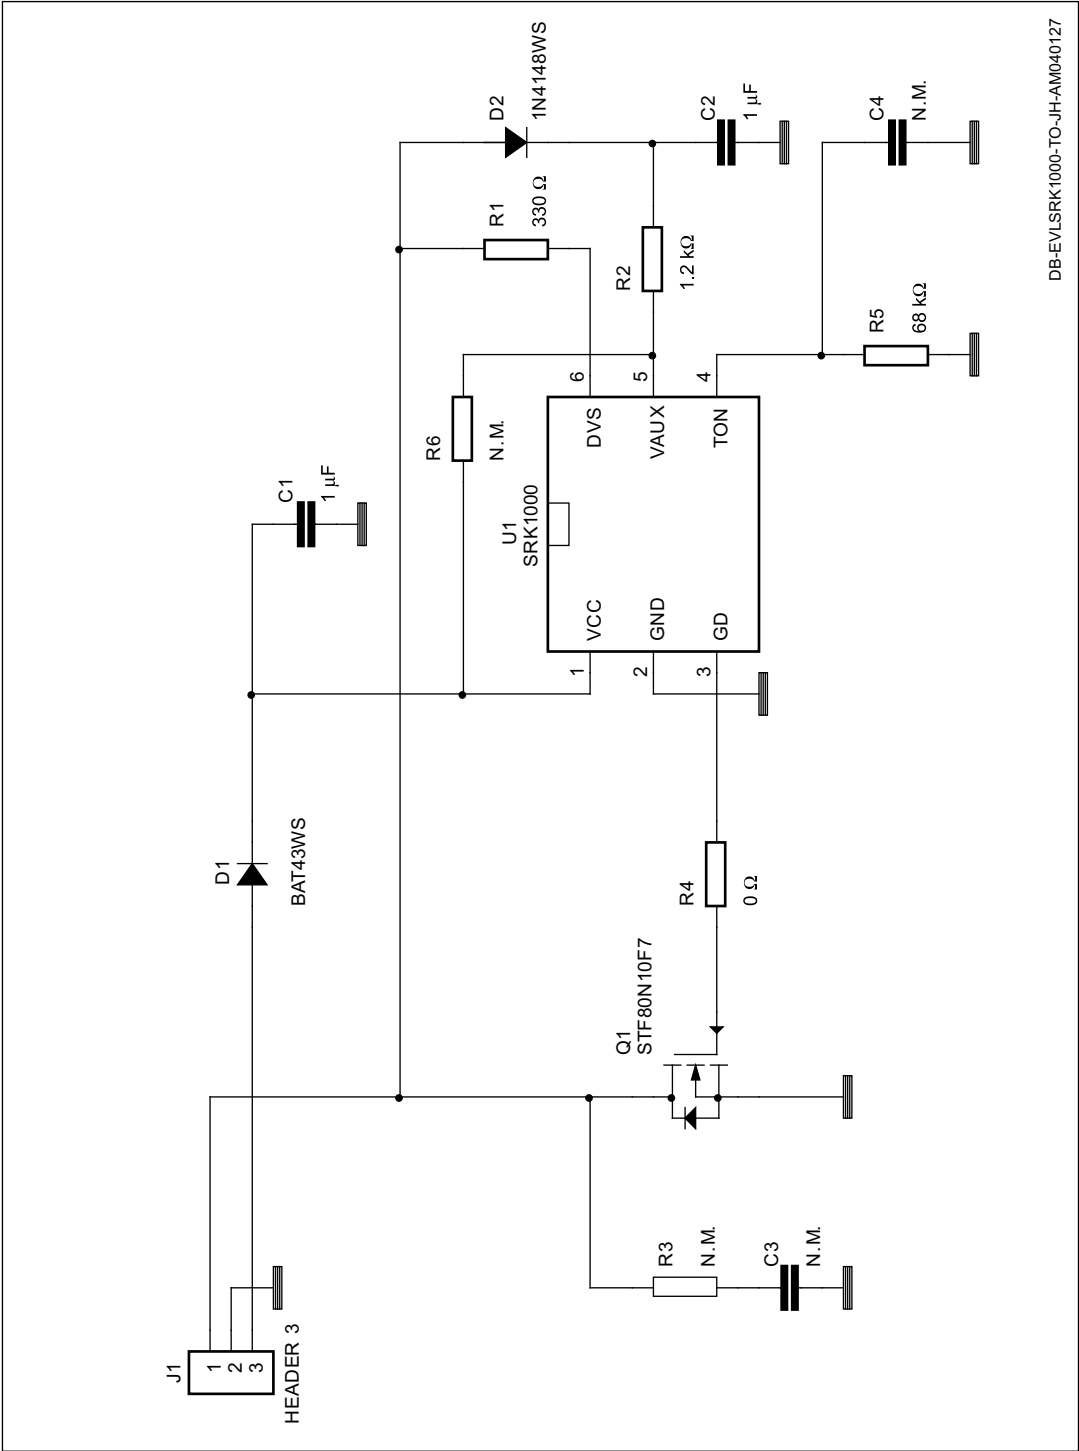 J1
1
2
3
HEADER 3
D1
BAT43WS
C1
1 µF
R3
N.M.
C3
N.M.
Q1
STF80N10F7
R4
0 Ω
U1
SRK1000
1
VCC
2
GND
3
GD
6
DVS
5
VAUX
4
TON
R6
N.M.
R1
330 Ω
R2
1.2 kΩ
D2
1N4148WS
C2
1 µF
R5
68 kΩ
C4
N.M.
DB-EVLSRK1000-TO-JH-AM040127